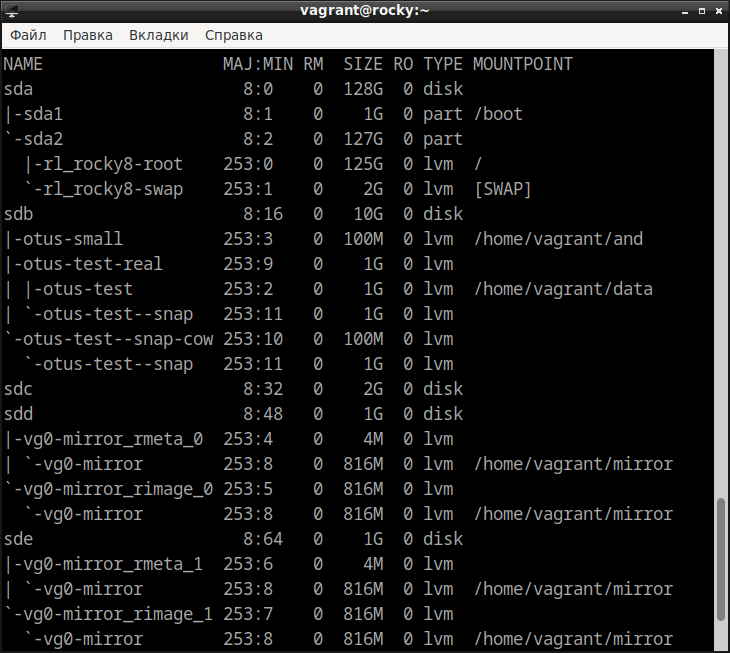 vagrant@rocky:~
Файл Правка Вкладки Справка
NAME                  MAJ:MIN RM  SIZE RO TYPE MOUNTPOINT
sda                     8:0    0  128G  0 disk
|-sda1                  8:1    0    1G  0 part /boot
`-sda2                  8:2    0  127G  0 part
  |-rl_rocky8-root    253:0    0  125G  0 lvm  /
  `-rl_rocky8-swap    253:1    0    2G  0 lvm  [SWAP]
sdb                     8:16   0   10G  0 disk
|-otus-small          253:3    0  100M  0 lvm  /home/vagrant/and
|-otus-test-real      253:9    0    1G  0 lvm
| |-otus-test         253:2    0    1G  0 lvm  /home/vagrant/data
| `-otus-test--snap   253:11   0    1G  0 lvm
`-otus-test--snap-cow 253:10   0  100M  0 lvm
  `-otus-test--snap   253:11   0    1G  0 lvm
sdc                     8:32   0    2G  0 disk
sdd                     8:48   0    1G  0 disk
|-vg0-mirror_rmeta_0  253:4    0    4M  0 lvm
| `-vg0-mirror        253:8    0  816M  0 lvm  /home/vagrant/mirror
`-vg0-mirror_rimage_0 253:5    0  816M  0 lvm
  `-vg0-mirror        253:8    0  816M  0 lvm  /home/vagrant/mirror
sde                     8:64   0    1G  0 disk
|-vg0-mirror_rmeta_1  253:6    0    4M  0 lvm
| `-vg0-mirror        253:8    0  816M  0 lvm  /home/vagrant/mirror
`-vg0-mirror_rimage_1 253:7    0  816M  0 lvm
  `-vg0-mirror        253:8    0  816M  0 lvm  /home/vagrant/mirror